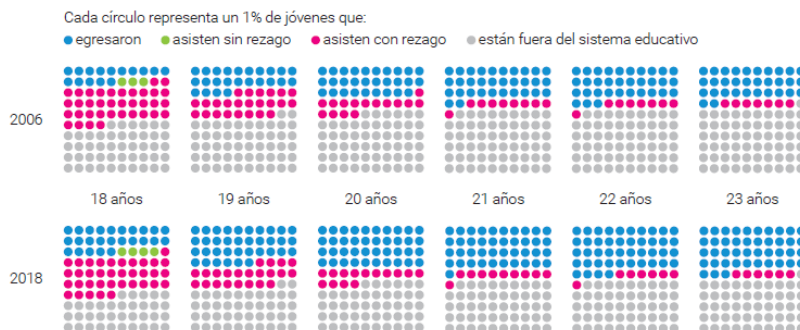 Cada círculo representa un 1% de jóvenes que:
egresaron asisten sin rezago asisten con rezago están fuera del sistema educativo
2006
18 años 19 años 20 años 21 años 22 años 23 años
2018